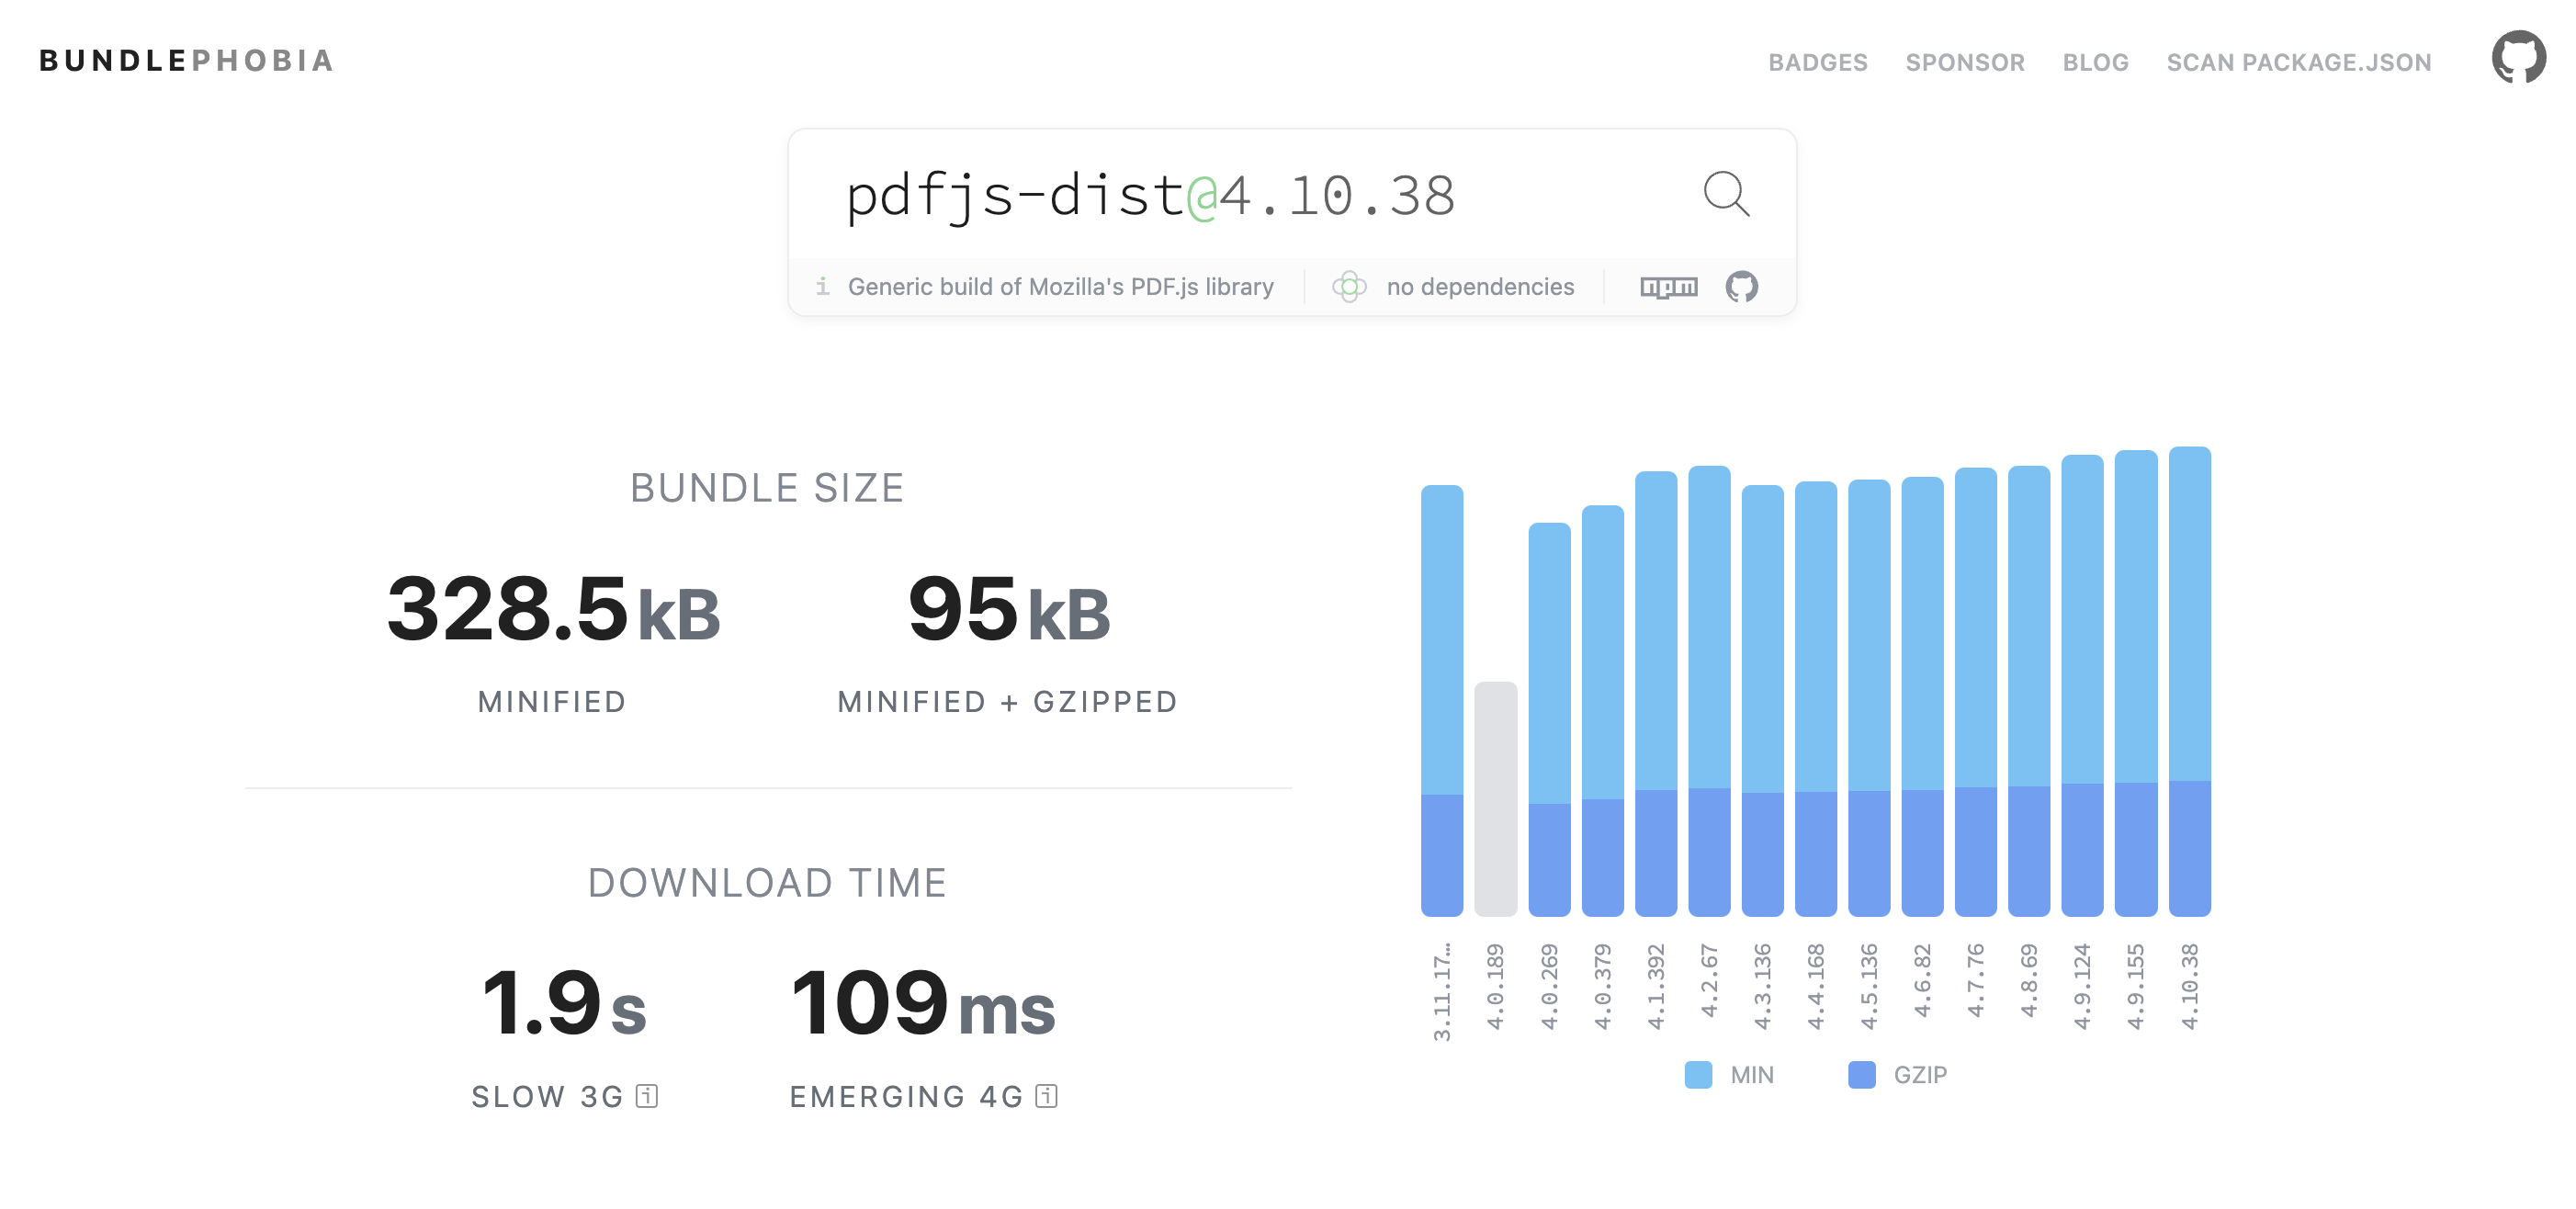 BUNDLEPHOBIA
BADGES SPONSOR BLOG SCAN PACKAGE.JSON
pdfjs-dist@4.10.38
i Generic build of Mozilla's PDF.js library no dependencies npm
BUNDLE SIZE
328.5 kB 95 kB
MINIFIED MINIFIED + GZIPPED
DOWNLOAD TIME
1.9 s 109 ms
SLOW 3G i EMERGING 4G i
3.11.17…
4.0.189
4.0.269
4.0.379
4.1.392
4.2.67
4.3.136
4.4.168
4.5.136
4.6.82
4.7.76
4.8.69
4.9.124
4.9.155
4.10.38
MIN GZIP